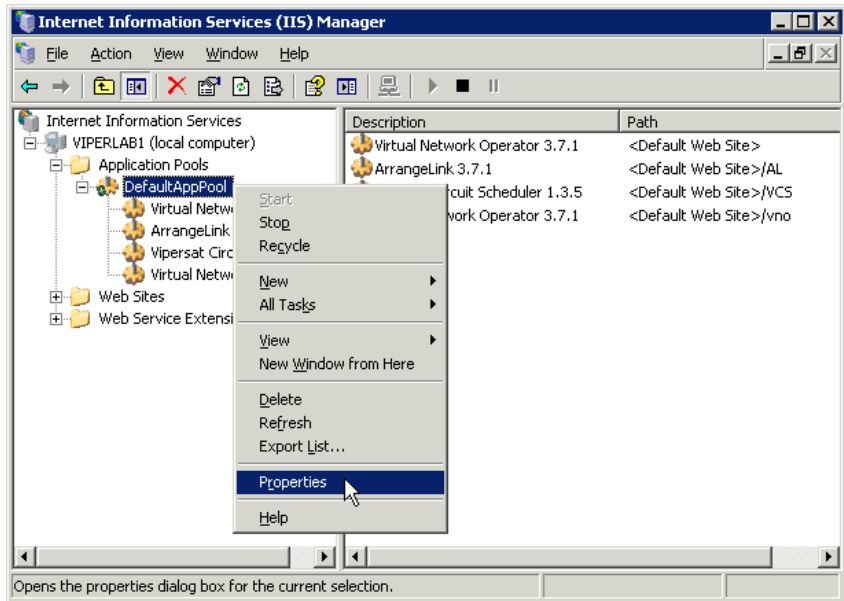 Internet Information Services (IIS) Manager
File Action View Window Help
Internet Information Services
VIPERLAB1 (local computer)
Application Pools
DefaultAppPool
Virtual Netw
ArrangeLink
Vipersat Circ
Virtual Netw
Web Sites
Web Service Extensi
Description Path
Virtual Network Operator 3.7.1 <Default Web Site>
ArrangeLink 3.7.1 <Default Web Site>/AL
rcuit Scheduler 1.3.5 <Default Web Site>/VCS
work Operator 3.7.1 <Default Web Site>/vno
Start
Stop
Recycle
New
All Tasks
View
New Window from Here
Delete
Refresh
Export List...
Properties
Help
Opens the properties dialog box for the current selection.